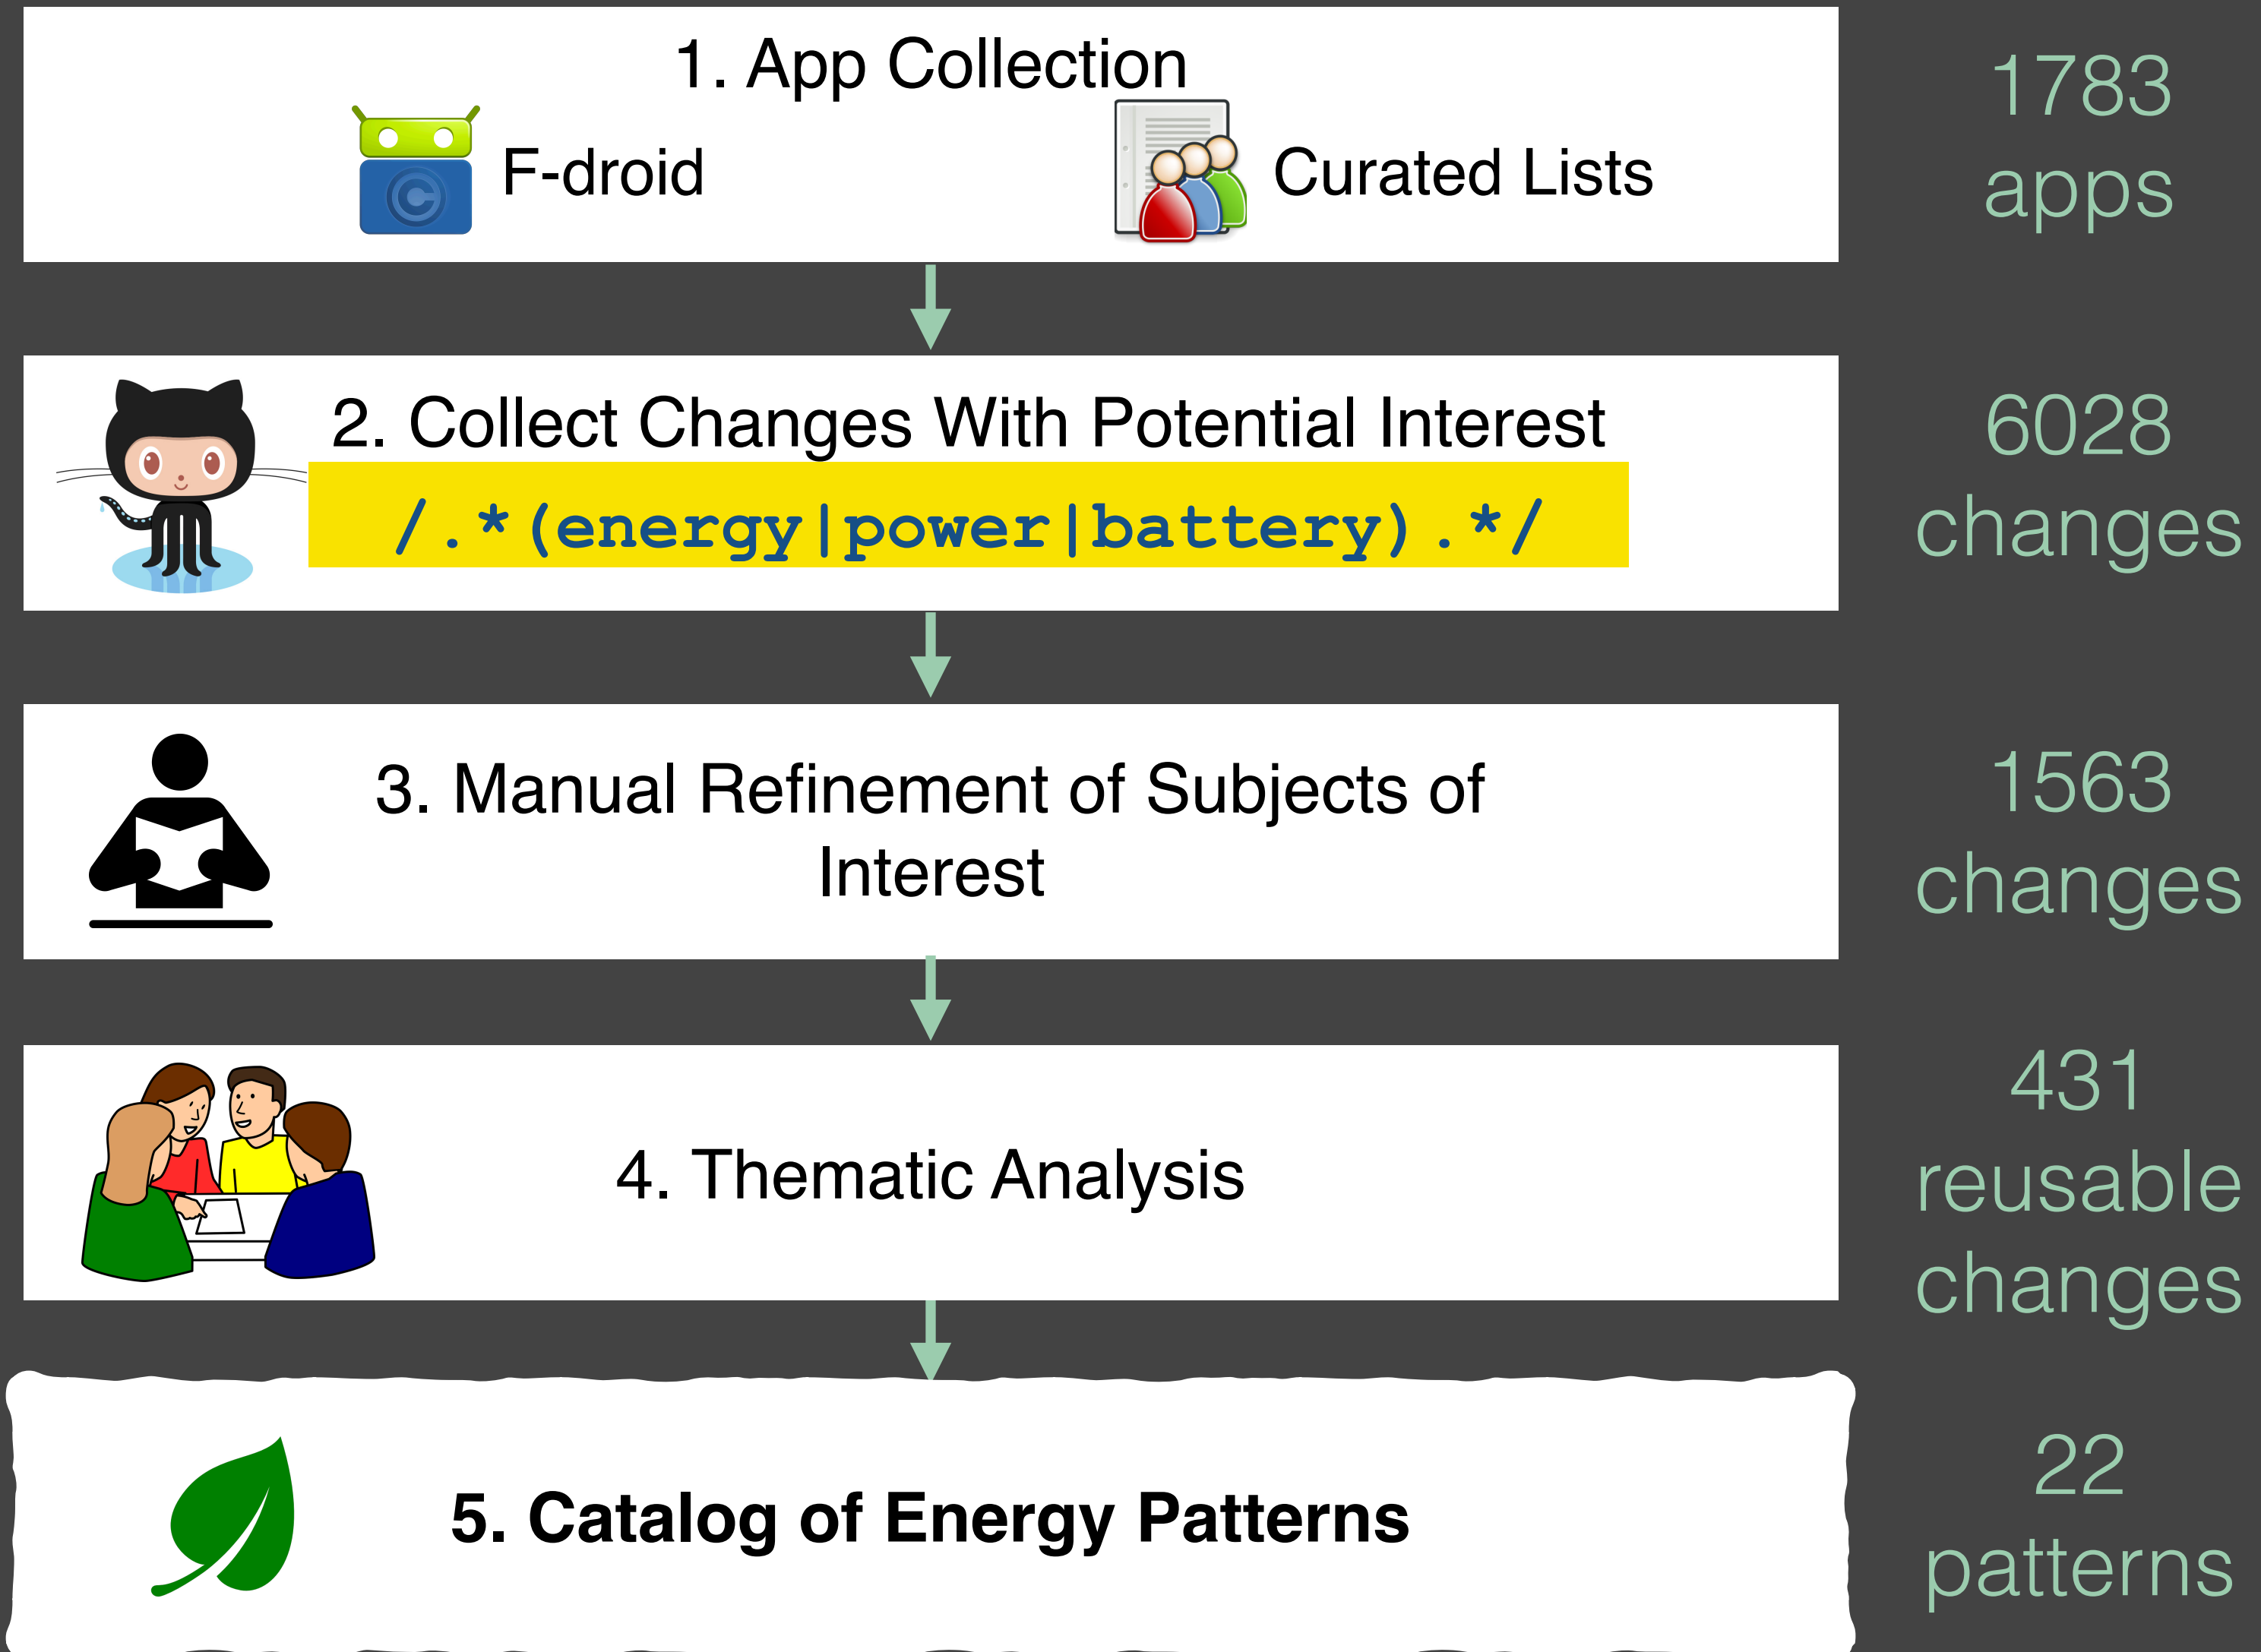 1. App Collection
F-droid
Curated Lists
1783
apps
2. Collect Changes With Potential Interest
/.*(energy|power|battery).*/
6028
changes
3. Manual Refinement of Subjects of
Interest
1563
changes
4. Thematic Analysis
431
reusable
changes
5. Catalog of Energy Patterns
22
patterns